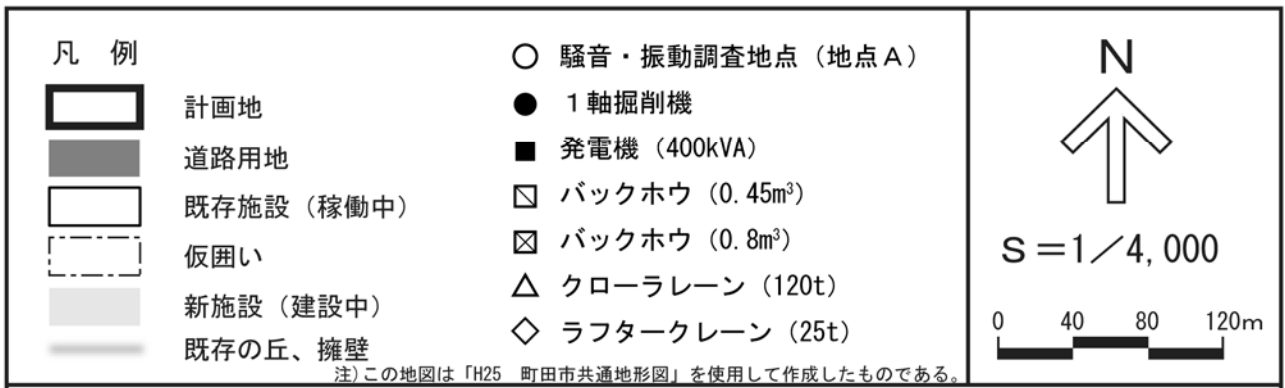 凡 例
計画地
道路用地
既存施設（稼働中）
仮囲い
新施設（建設中）
既存の丘、擁壁
騒音・振動調査地点（地点A）
１軸掘削機
発電機（400kVA）
バックホウ（0.45m³）
バックホウ（0.8m³）
クローラレーン（120t）
ラフタークレーン（25t）
注)この地図は「H25 町田市共通地形図」を使用して作成したものである。
N
S＝1／4,000
0 40 80 120m